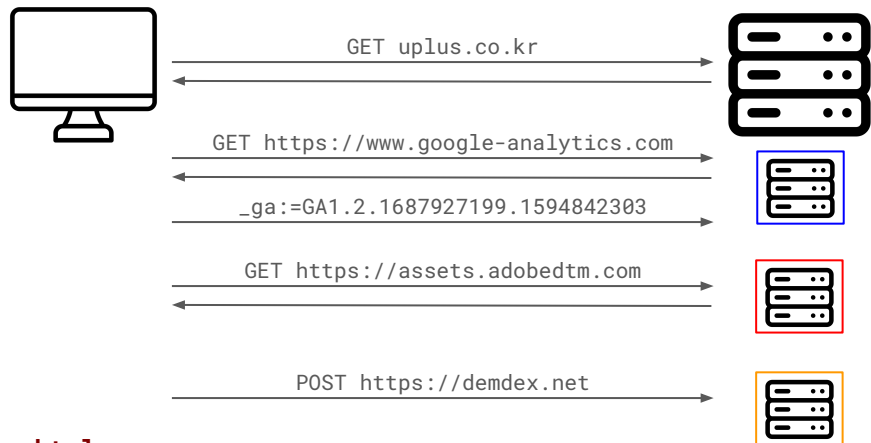 GET uplus.co.kr
GET https://www.google-analytics.com
_ga:=GA1.2.1687927199.1594842303
GET https://assets.adobedtm.com
POST https://demdex.net